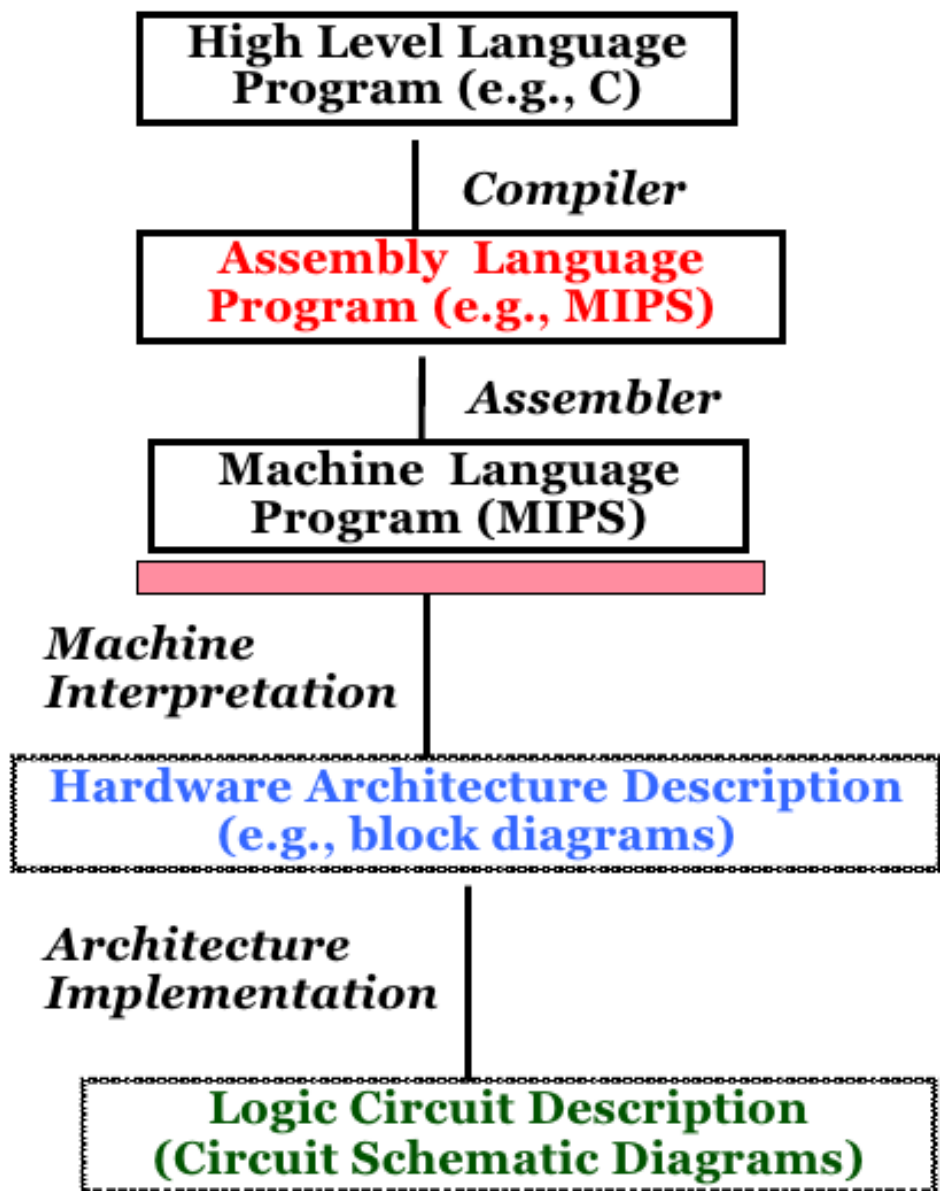 High Level Language
Program (e.g., C)
Compiler
Assembly Language
Program (e.g., MIPS)
Assembler
Machine Language
Program (MIPS)
Machine
Interpretation
Hardware Architecture Description
(e.g., block diagrams)
Architecture
Implementation
Logic Circuit Description
(Circuit Schematic Diagrams)